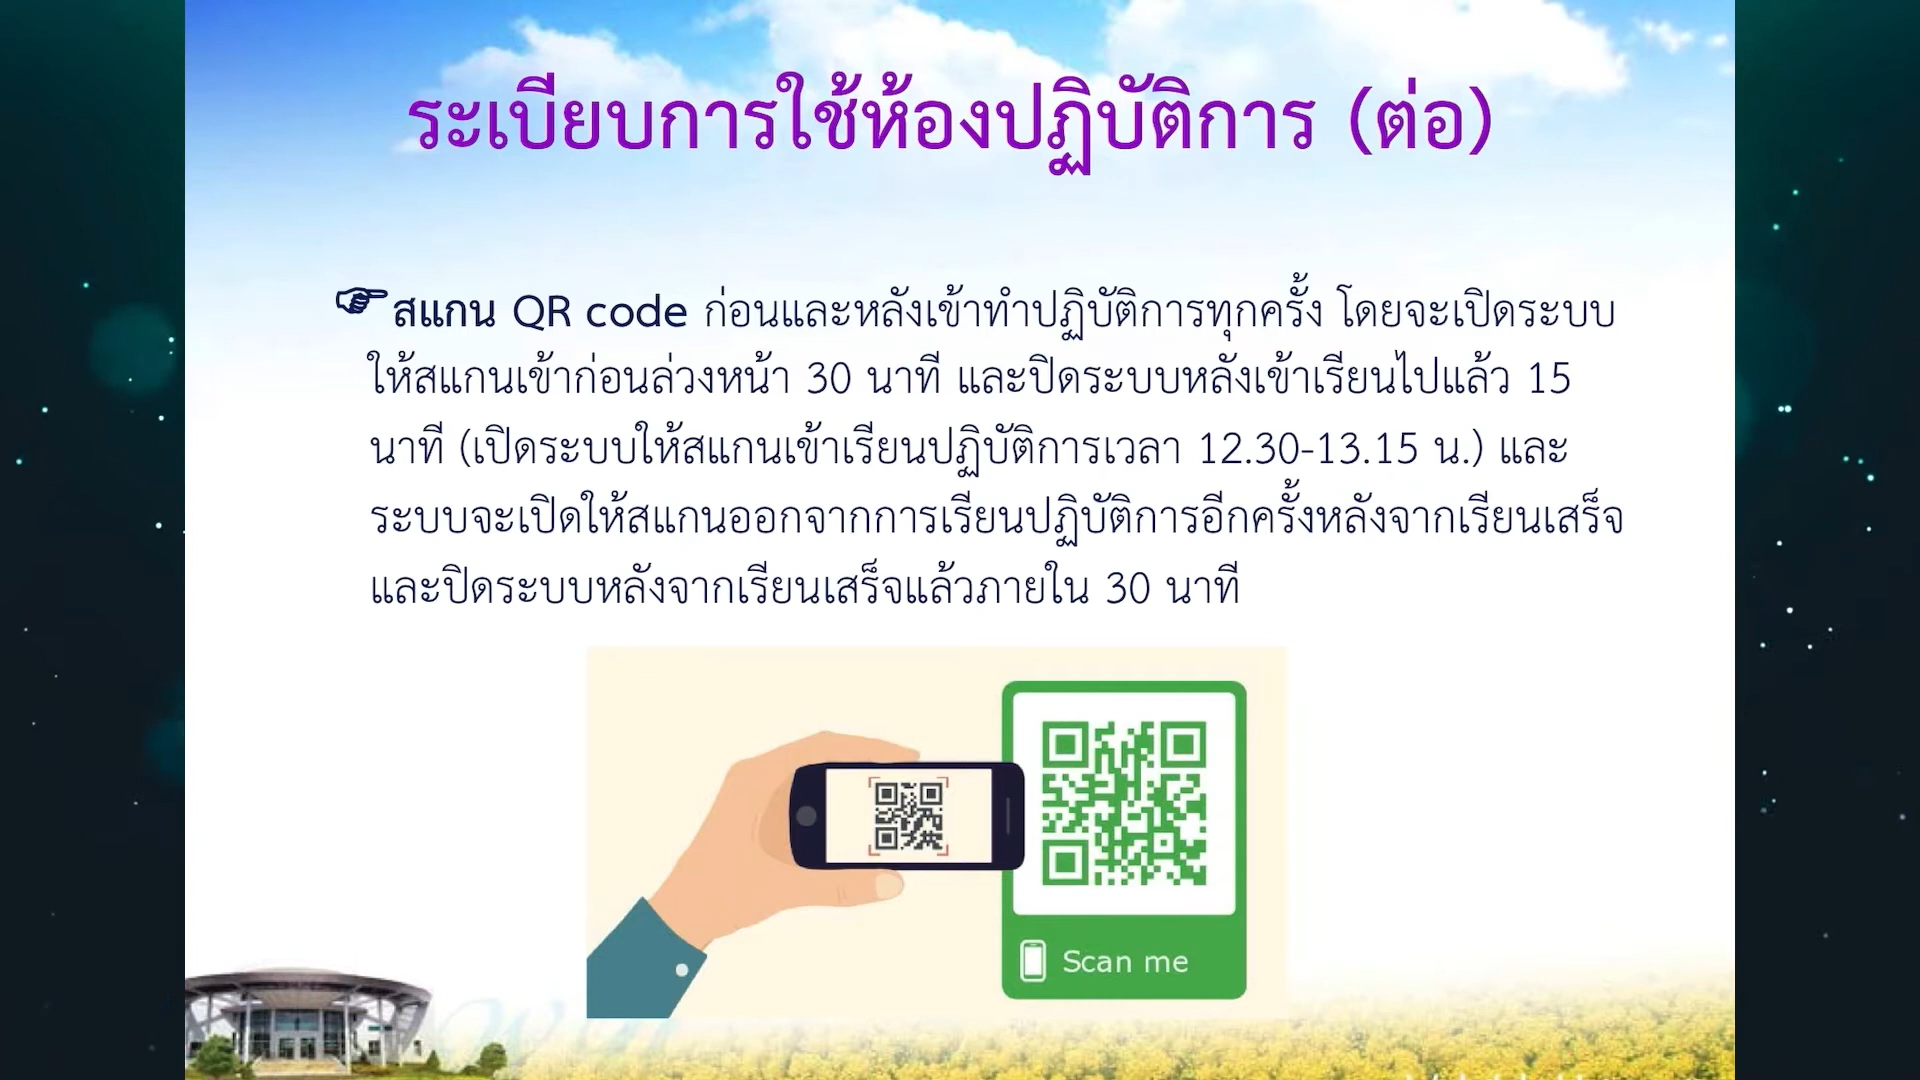 ระเบียบการใช้ห้องปฏิบัติการ (ต่อ)
☞สแกน QR code ก่อนและหลังเข้าทำปฏิบัติการทุกครั้ง โดยจะเปิดระบบ
ให้สแกนเข้าก่อนล่วงหน้า 30 นาที และปิดระบบหลังเข้าเรียนไปแล้ว 15
นาที (เปิดระบบให้สแกนเข้าเรียนปฏิบัติการเวลา 12.30-13.15 น.) และ
ระบบจะเปิดให้สแกนออกจากการเรียนปฏิบัติการอีกครั้งหลังจากเรียนเสร็จ
และปิดระบบหลังจากเรียนเสร็จแล้วภายใน 30 นาที
Scan me